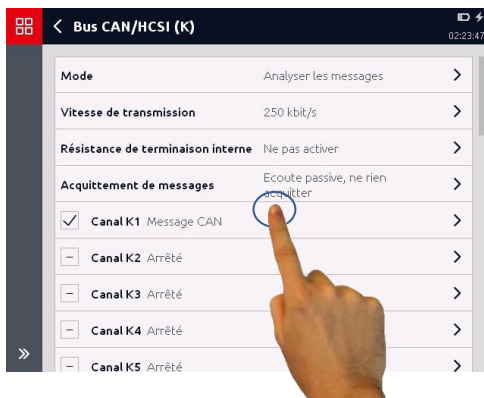 Bus CAN/HCSI (K)
02:23:47
Mode Analyser les messages
Vitesse de transmission 250 kbit/s
Résistance de terminaison interne Ne pas activer
Acquittement de messages Ecoute passive, ne rien
acquitter
Canal K1 Message CAN
Canal K2 Arrêté
Canal K3 Arrêté
Canal K4 Arrêté
Canal K5 Arrêté